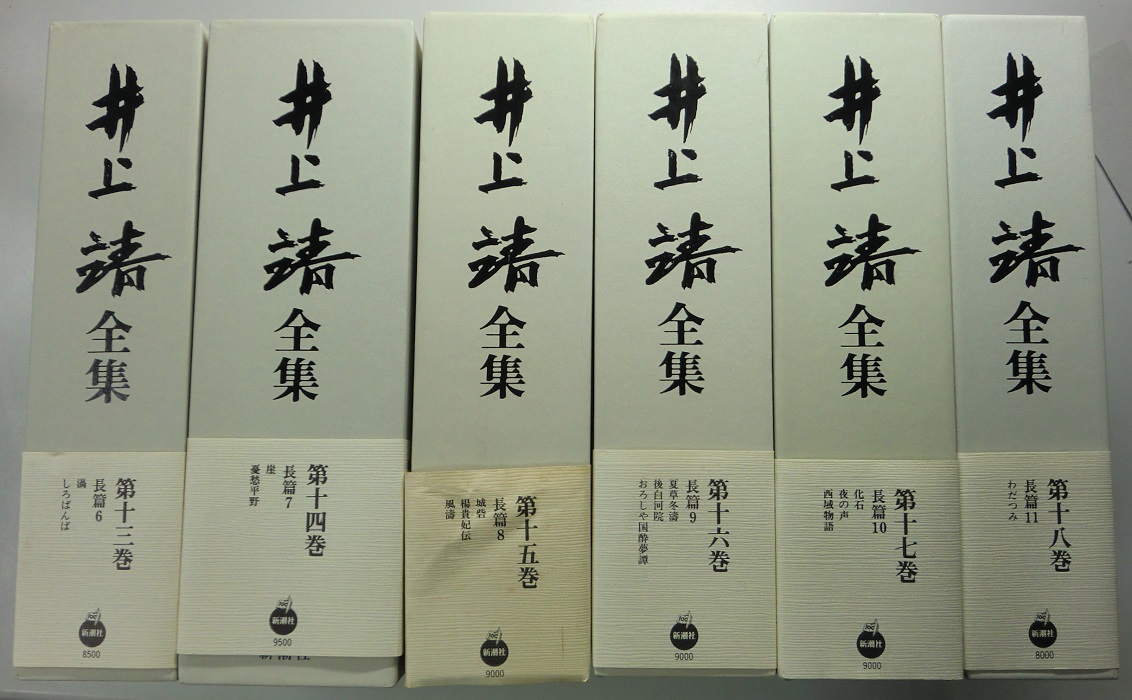 井上靖
全集
第十三巻
長篇6
渦
しろばんば
新潮社
8500
井上靖
全集
第十四巻
長篇7
崖
憂愁平野
新潮社
9500
新潮社
井上靖
全集
第十五巻
長篇8
城砦
楊貴妃伝
風濤
新潮社
9000
井上靖
全集
第十六巻
長篇9
夏草冬濤
後白河院
おろしや国酔夢譚
新潮社
9000
井上靖
全集
第十七巻
長篇10
化石
夜の声
西域物語
新潮社
9000
井上靖
全集
第十八巻
長篇11
わだつみ
新潮社
8000